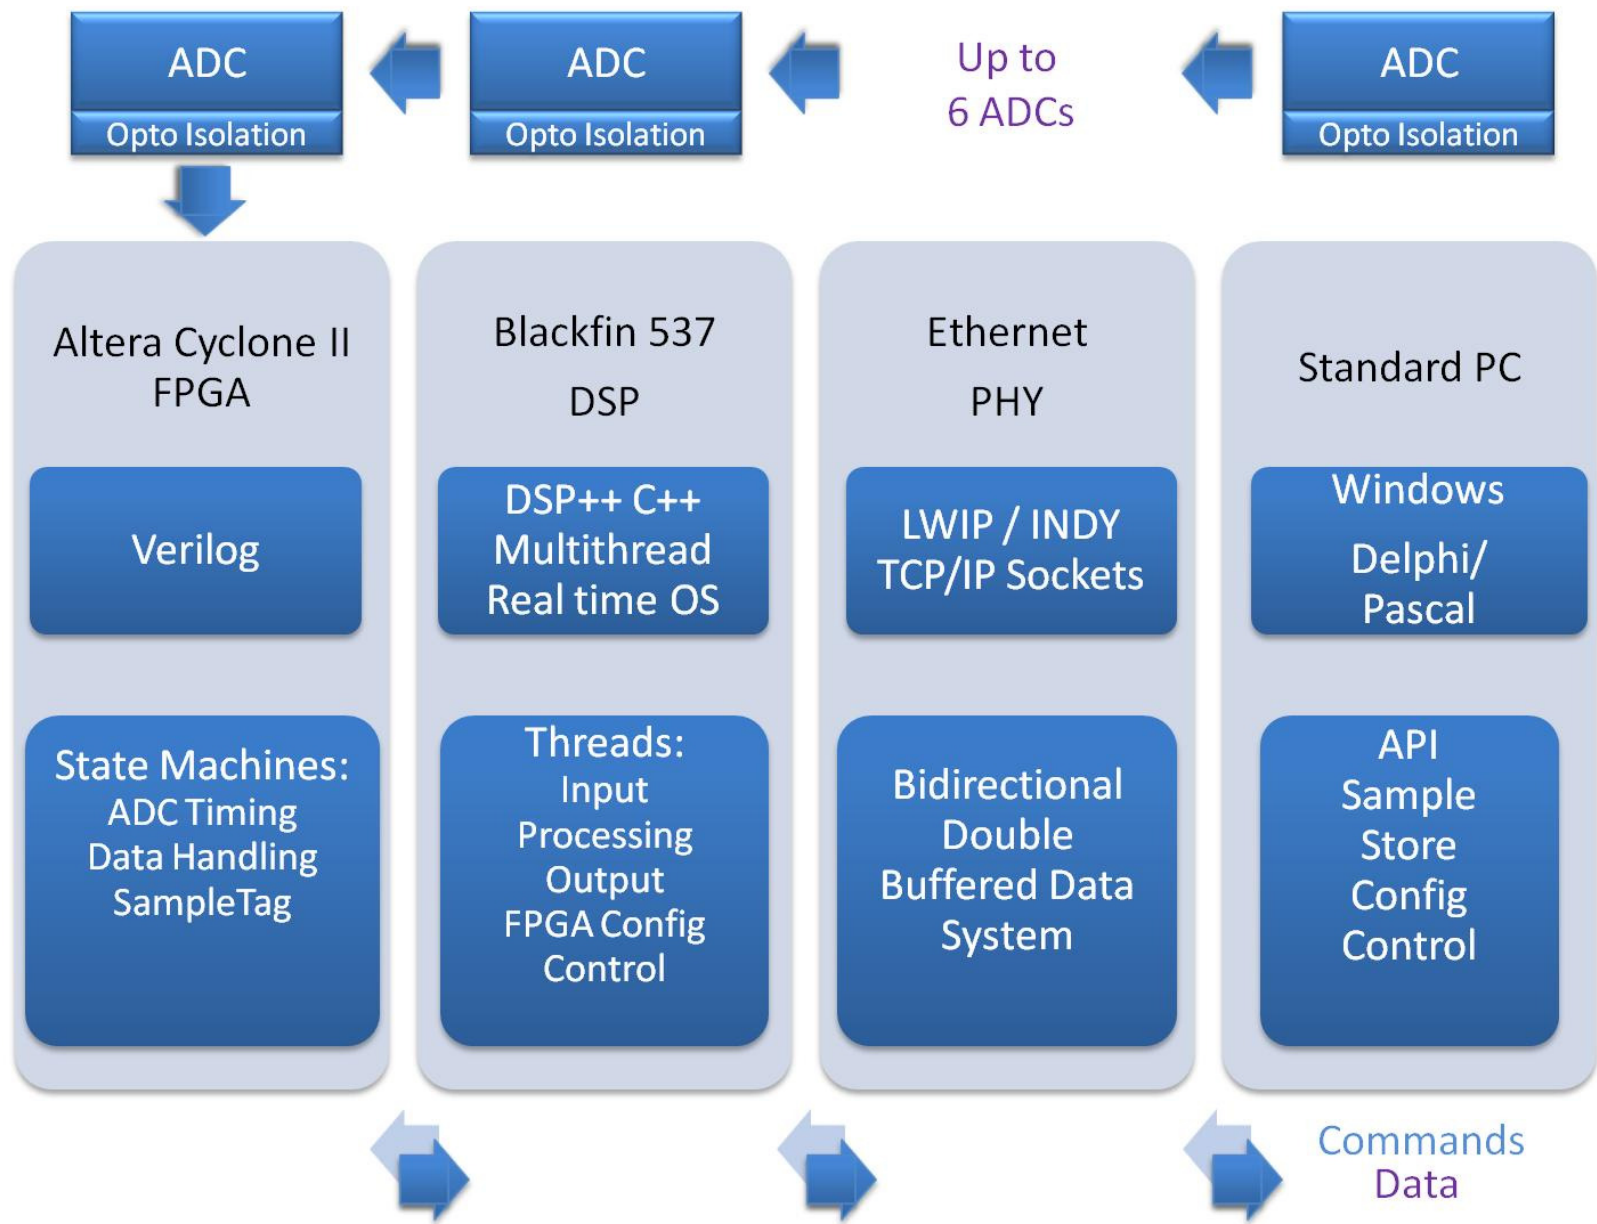 ADC
Opto Isolation
ADC
Opto Isolation
Up to
6 ADCs
ADC
Opto Isolation
Altera Cyclone II
FPGA
Verilog
State Machines:
ADC Timing
Data Handling
SampleTag
Blackfin 537
DSP
DSP++ C++
Multithread
Real time OS
Threads:
Input
Processing
Output
FPGA Config
Control
Ethernet
PHY
LWIP / INDY
TCP/IP Sockets
Bidirectional
Double
Buffered Data
System
Standard PC
Windows
Delphi/
Pascal
API
Sample
Store
Config
Control
Commands
Data